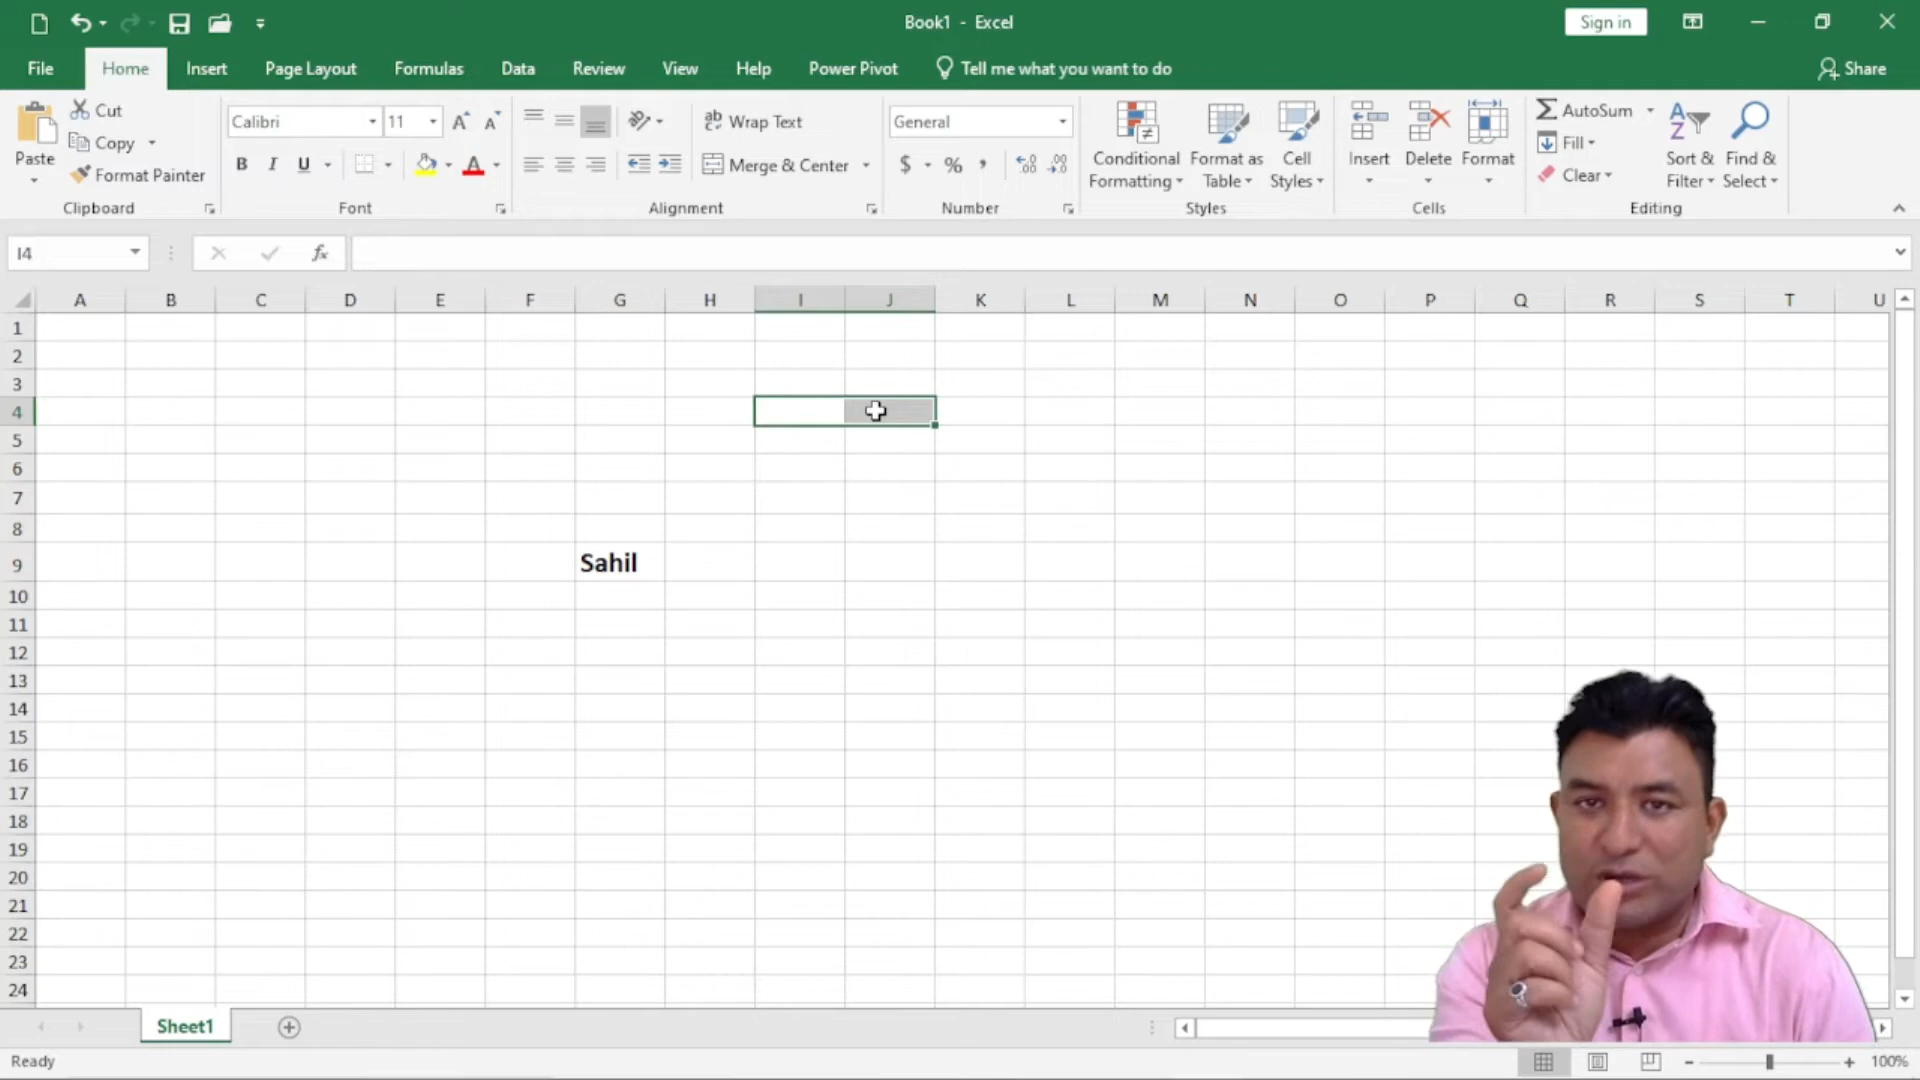 Book1 - Excel
Sign in
File Home Insert Page Layout Formulas Data Review View Help Power Pivot Tell me what you want to do Share
Paste
Cut
Copy
Format Painter
Clipboard
Calibri 11
B I U A
Font
ab Wrap Text
Merge & Center
Alignment
General
$ % ,
Number
Conditional Formatting
Format as Table
Cell Styles
Styles
Insert Delete Format
Cells
AutoSum
Fill
Clear
Sort & Filter
Find & Select
Editing
I4
fx
A B C D E F G H I J K L M N O P Q R S T U
1
2
3
4
5
6
7
8
9 Sahil
10
11
12
13
14
15
16
17
18
19
20
21
22
23
24
Sheet1
Ready
100%